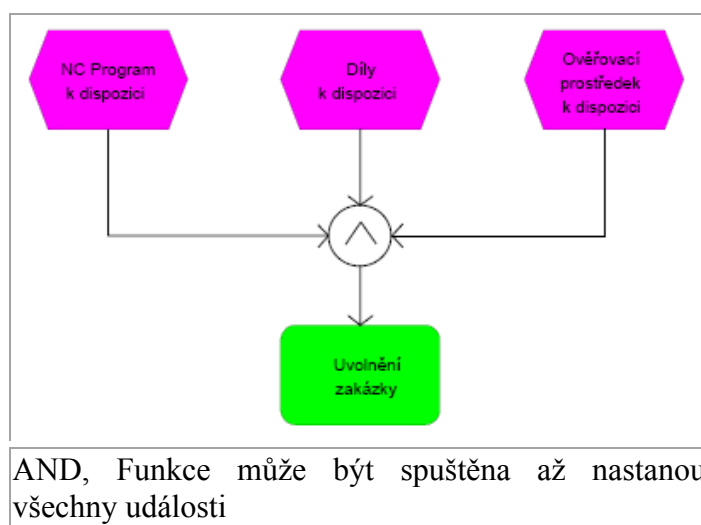 NC Program
k dispozici
Díly
k dispozici
Ověřovací
prostředek
k dispozici
Uvolnění
zakázky
AND, Funkce může být spuštěna až nastanou
všechny události